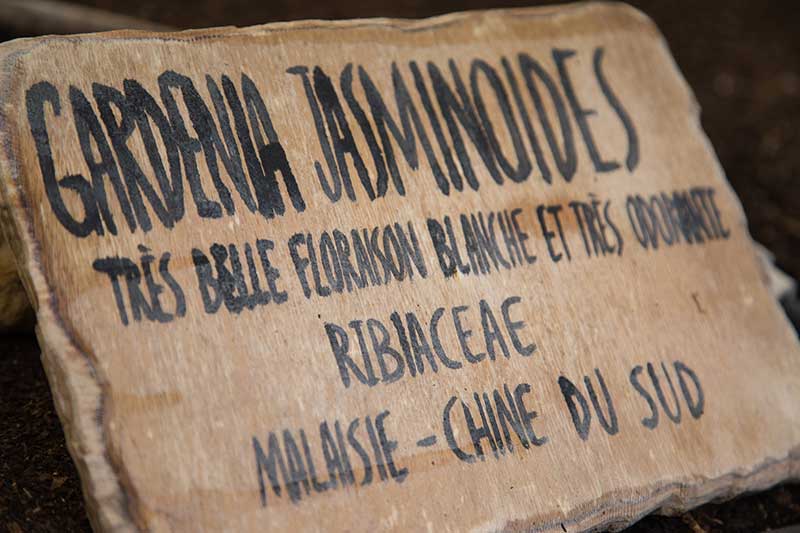 GARDENIA JASMINOIDES
TRÈS BELLE FLORAISON BLANCHE ET TRÈS ODORANTE
RIBIACEAE
MALAISIE - CHINE DU SUD